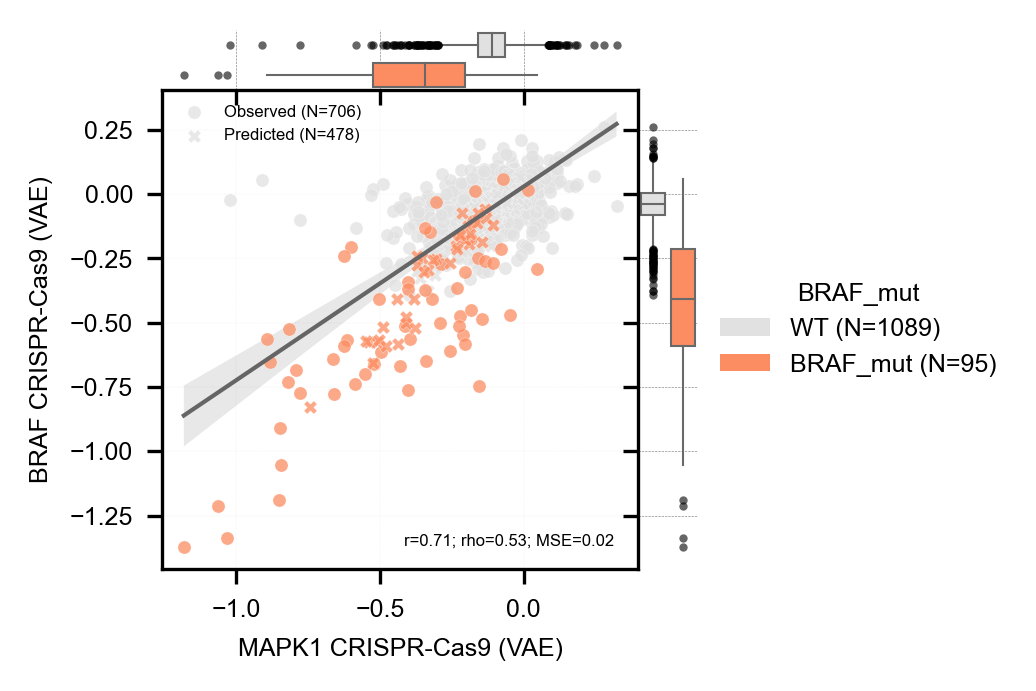 Observed (N=706)
Predicted (N=478)
0.25
0.00
−0.25
−0.50
−0.75
−1.00
−1.25
BRAF CRISPR-Cas9 (VAE)
r=0.71; rho=0.53; MSE=0.02
−1.0 −0.5 0.0
MAPK1 CRISPR-Cas9 (VAE)
BRAF_mut
WT (N=1089)
BRAF_mut (N=95)